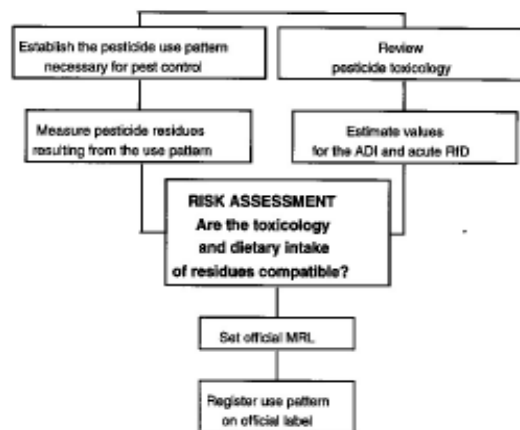 Establish the pesticide use pattern
necessary for pest control
Review
pesticide toxicology
Measure pesticide residues
resulting from the use pattern
Estimate values
for the ADI and acute RfD
RISK ASSESSMENT
Are the toxicology
and dietary intake
of residues compatible?
Set official MRL
Register use pattern
on official label